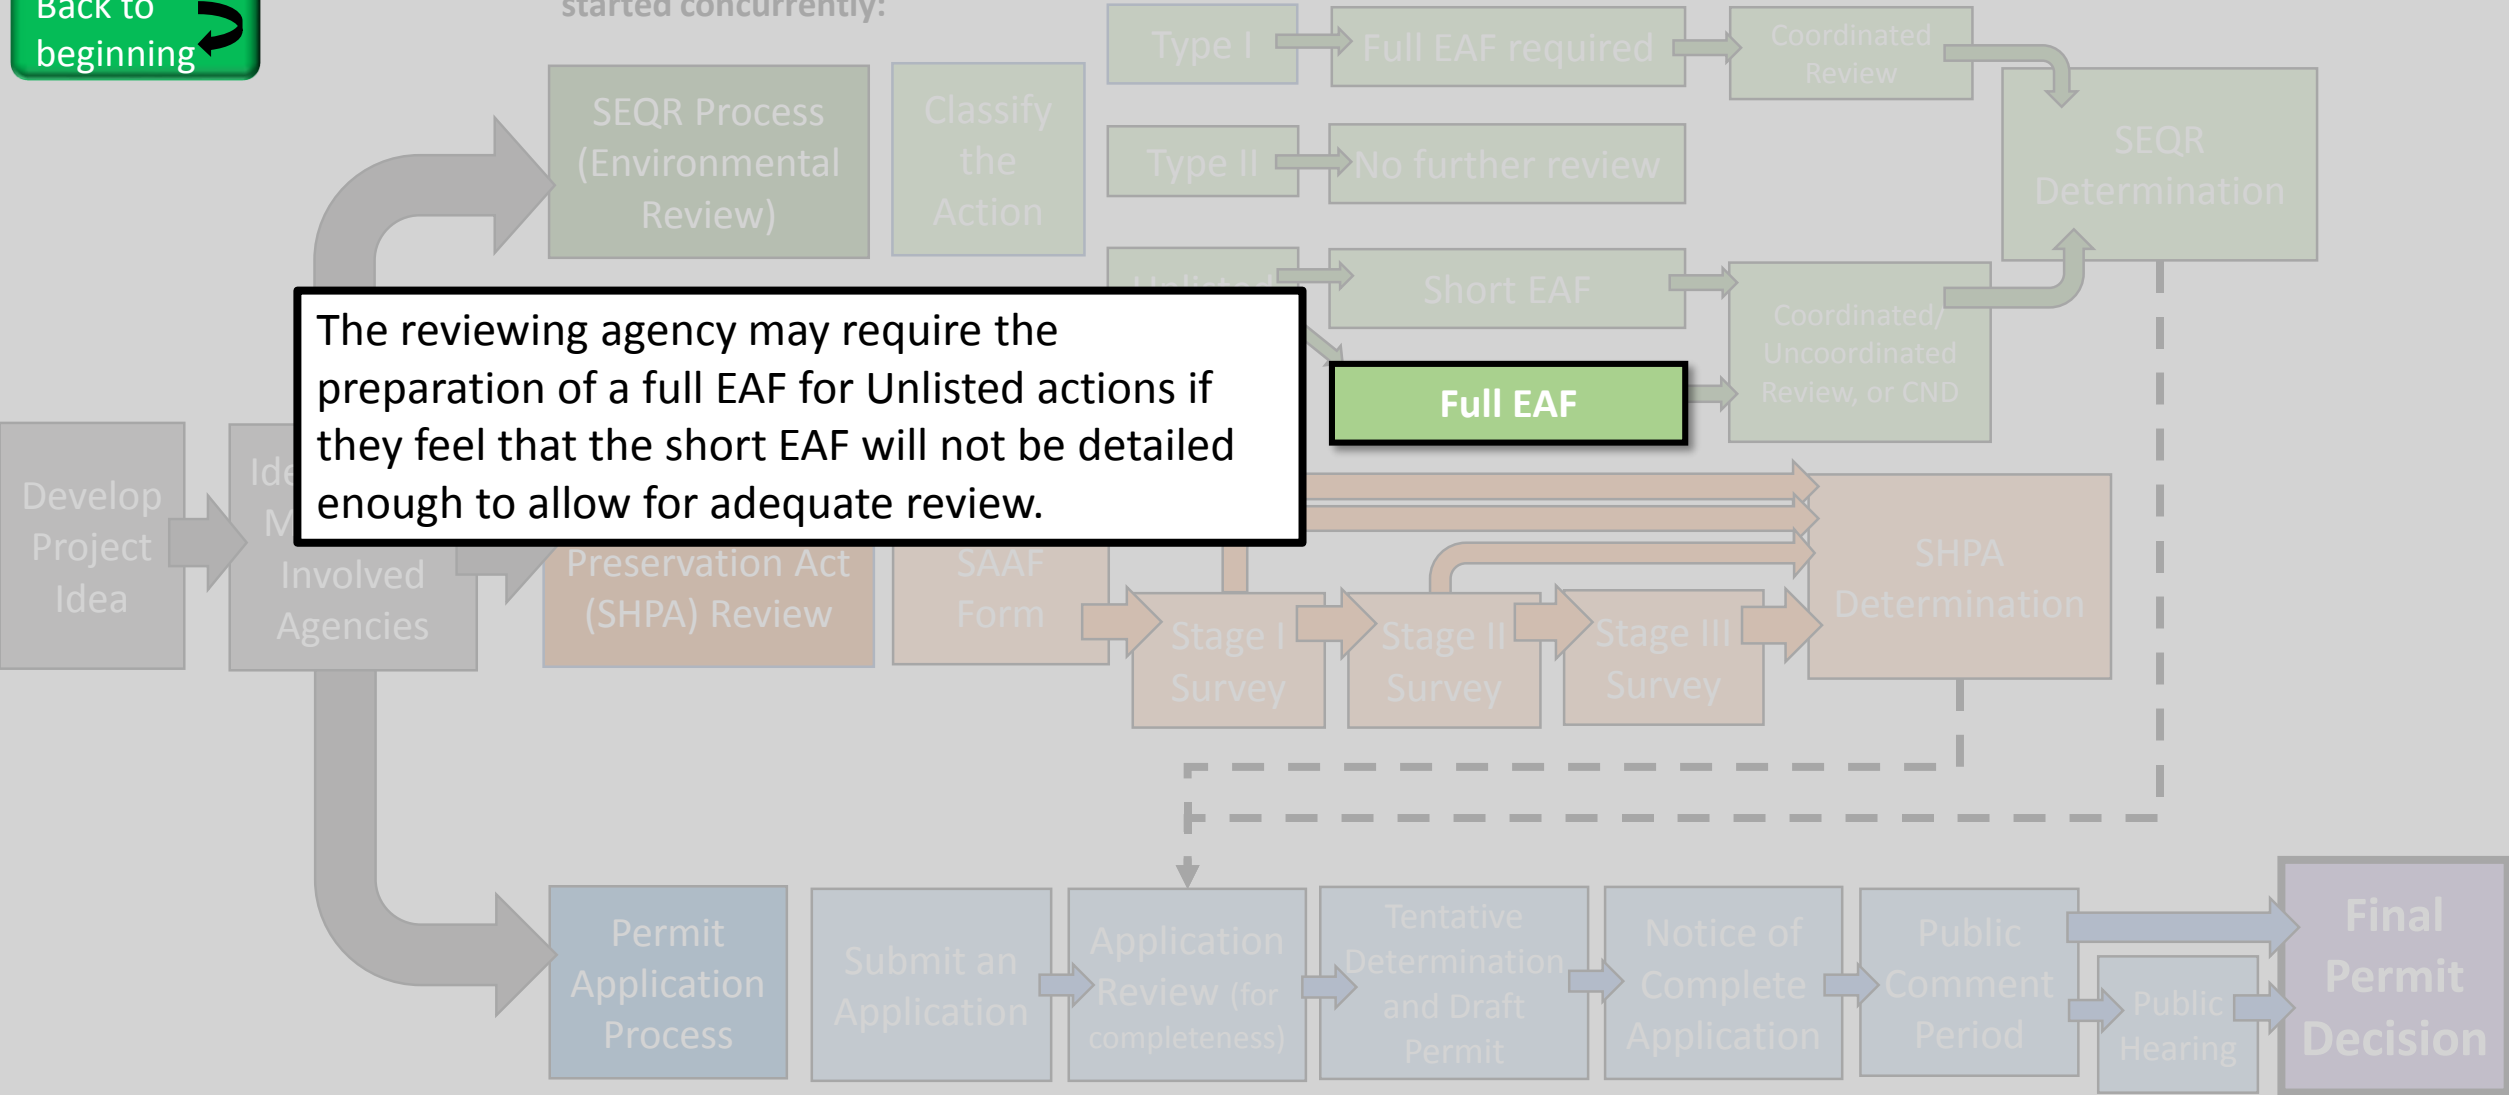 Back to
beginning
started concurrently:
SEQR Process
(Environmental
Review)
Classify
the
Action
Type I
Full EAF required
Coordinated
Review
Type II
No further review
SEQR
Determination
Unlisted
Short EAF
Coordinated/
Uncoordinated
Review, or CND
Full EAF
The reviewing agency may require the
preparation of a full EAF for Unlisted actions if
they feel that the short EAF will not be detailed
enough to allow for adequate review.
Develop
Project
Idea
Involved
Agencies
Preservation Act
(SHPA) Review
SAAF
Form
Stage I
Survey
Stage II
Survey
Stage III
Survey
SHPA
Determination
Permit
Application
Process
Submit an
Application
Application
Review (for
completeness)
Tentative
Determination
and Draft
Permit
Notice of
Complete
Application
Public
Comment
Period
Public
Hearing
Final
Permit
Decision